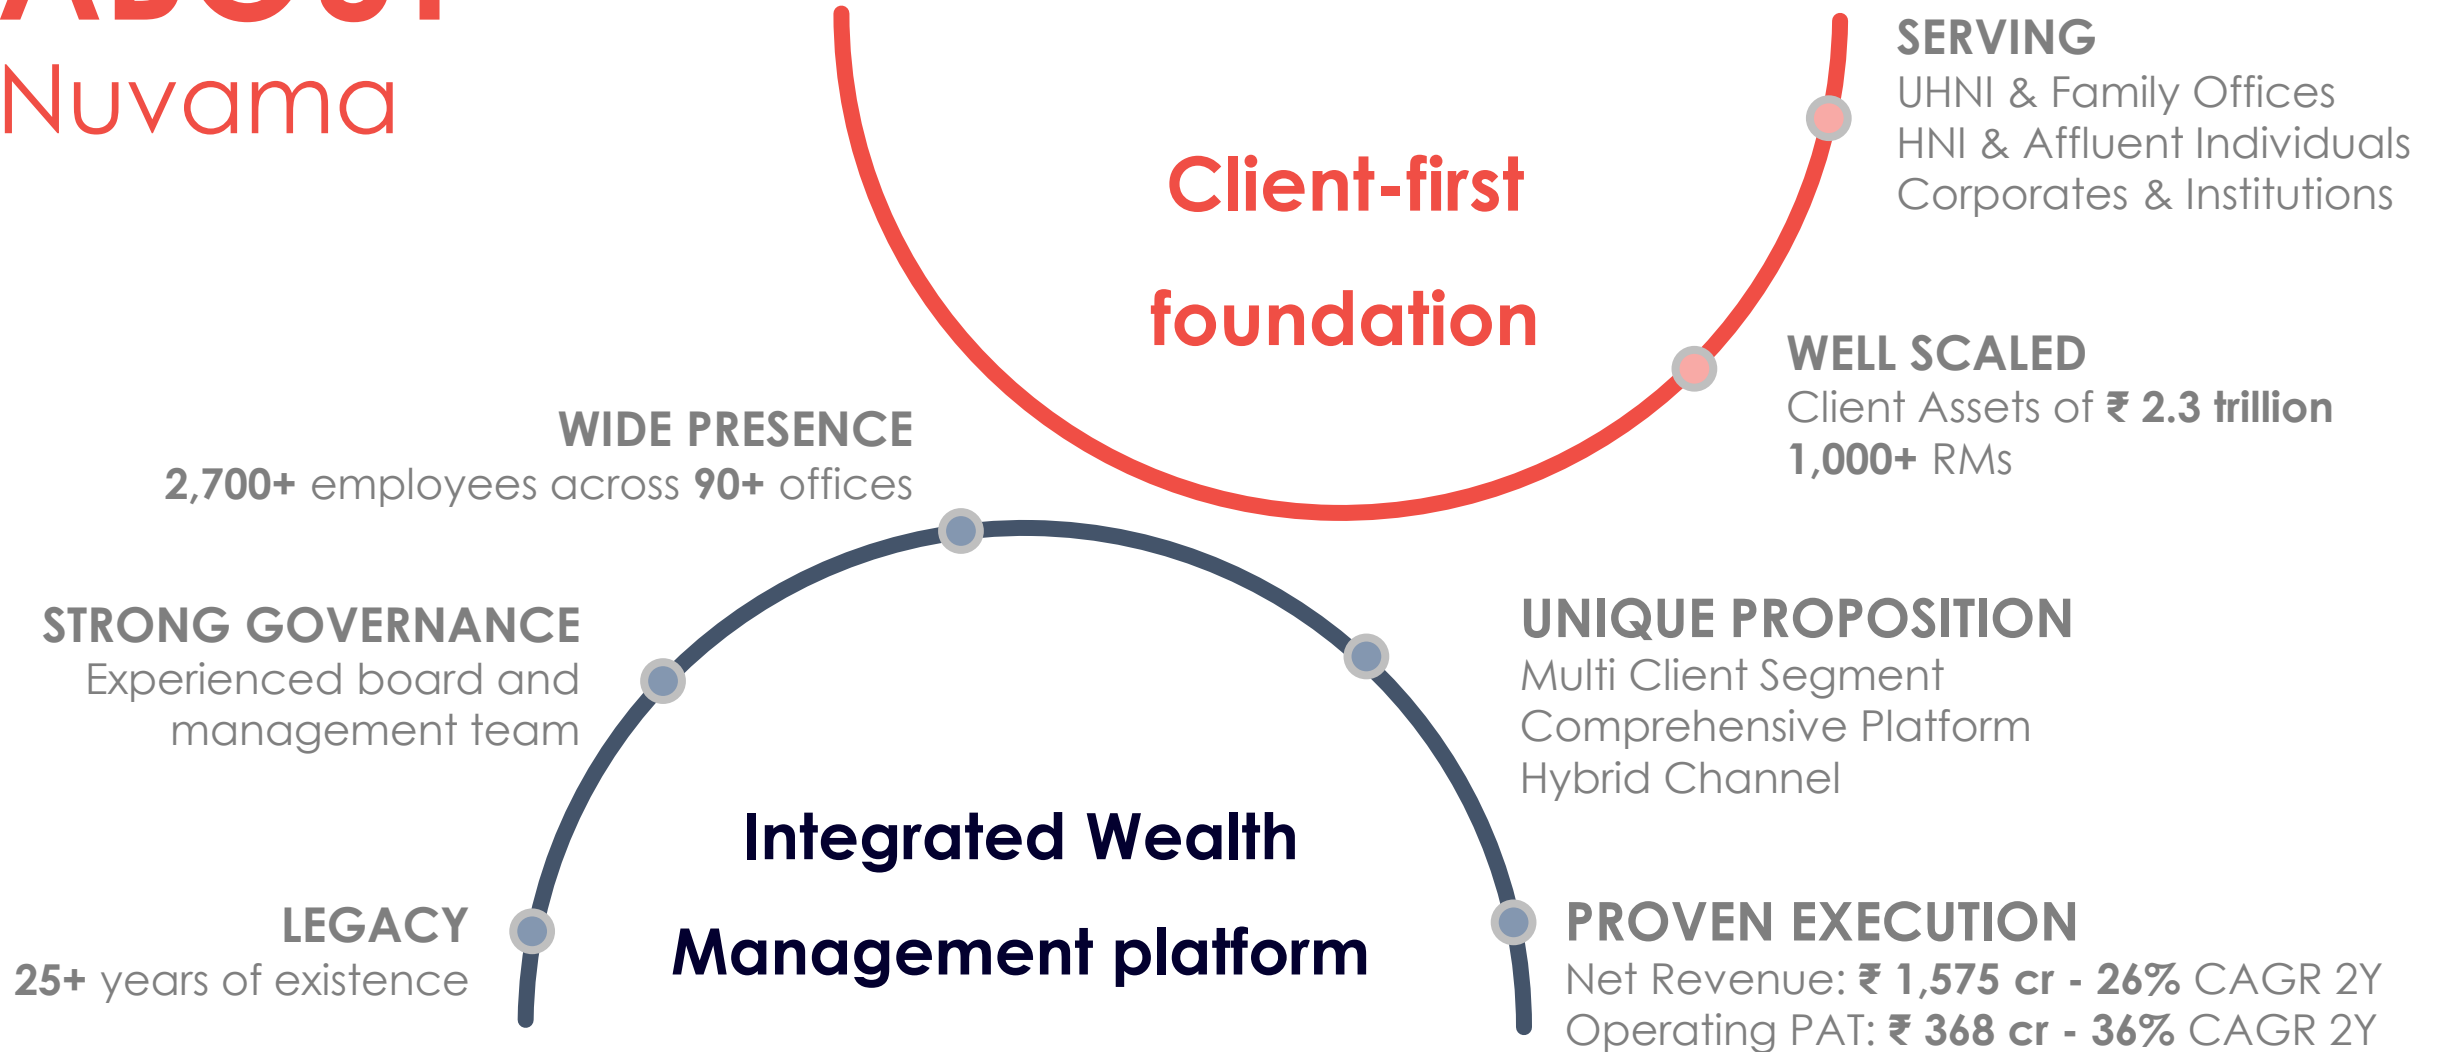 ABOUT
Nuvama
Client-first
foundation
SERVING
UHNI & Family Offices
HNI & Affluent Individuals
Corporates & Institutions
WELL SCALED
Client Assets of ₹ 2.3 trillion
1,000+ RMs
WIDE PRESENCE
2,700+ employees across 90+ offices
STRONG GOVERNANCE
Experienced board and
management team
LEGACY
25+ years of existence
Integrated Wealth
Management platform
UNIQUE PROPOSITION
Multi Client Segment
Comprehensive Platform
Hybrid Channel
PROVEN EXECUTION
Net Revenue: ₹ 1,575 cr - 26% CAGR 2Y
Operating PAT: ₹ 368 cr - 36% CAGR 2Y